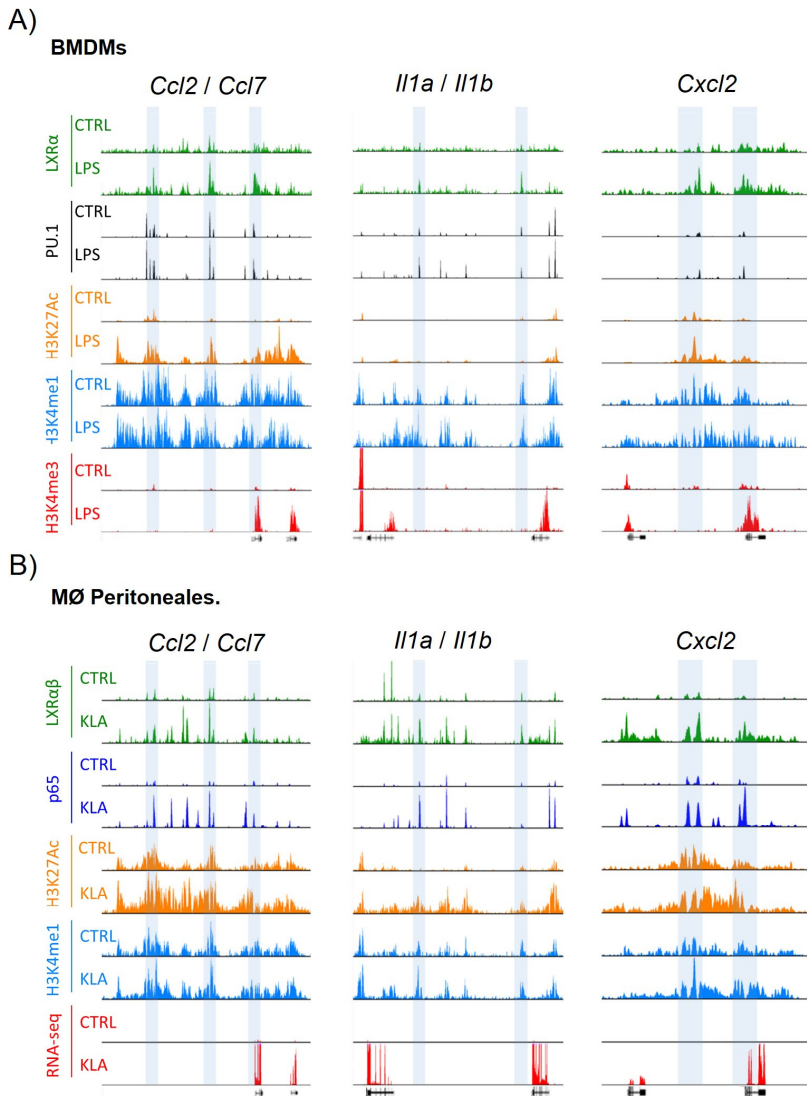 A)
BMDMs
Ccl2 / Ccl7
Il1a / Il1b
Cxcl2
LXRα
CTRL
LPS
PU.1
CTRL
LPS
H3K27Ac
CTRL
LPS
H3K4me1
CTRL
LPS
H3K4me3
CTRL
LPS
B)
MØ Peritoneales.
Ccl2 / Ccl7
Il1a / Il1b
Cxcl2
LXRαβ
CTRL
KLA
p65
CTRL
KLA
H3K27Ac
CTRL
KLA
H3K4me1
CTRL
KLA
RNA-seq
CTRL
KLA